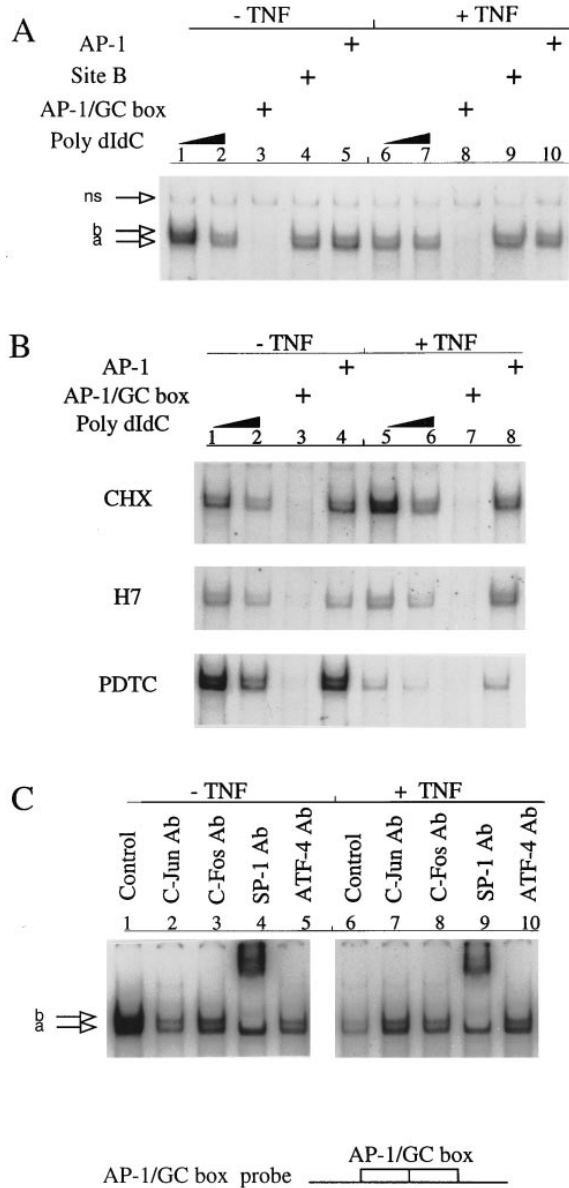 A
- TNF + TNF
AP-1 + +
Site B + +
AP-1/GC box + +
Poly dIdC
1 2 3 4 5 6 7 8 9 10
ns
b
a
B
- TNF + TNF
AP-1 + +
AP-1/GC box + +
Poly dIdC
1 2 3 4 5 6 7 8
CHX
H7
PDTC
C
- TNF + TNF
Control C-Jun Ab C-Fos Ab SP-1 Ab ATF-4 Ab Control C-Jun Ab C-Fos Ab SP-1 Ab ATF-4 Ab
1 2 3 4 5 6 7 8 9 10
b
a
AP-1/GC box
AP-1/GC box probe